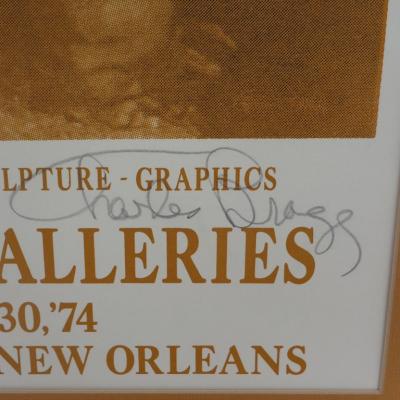 LPTURE - GRAPHICS
Charles Bragg
ALLERIES
30,'74
NEW ORLEANS